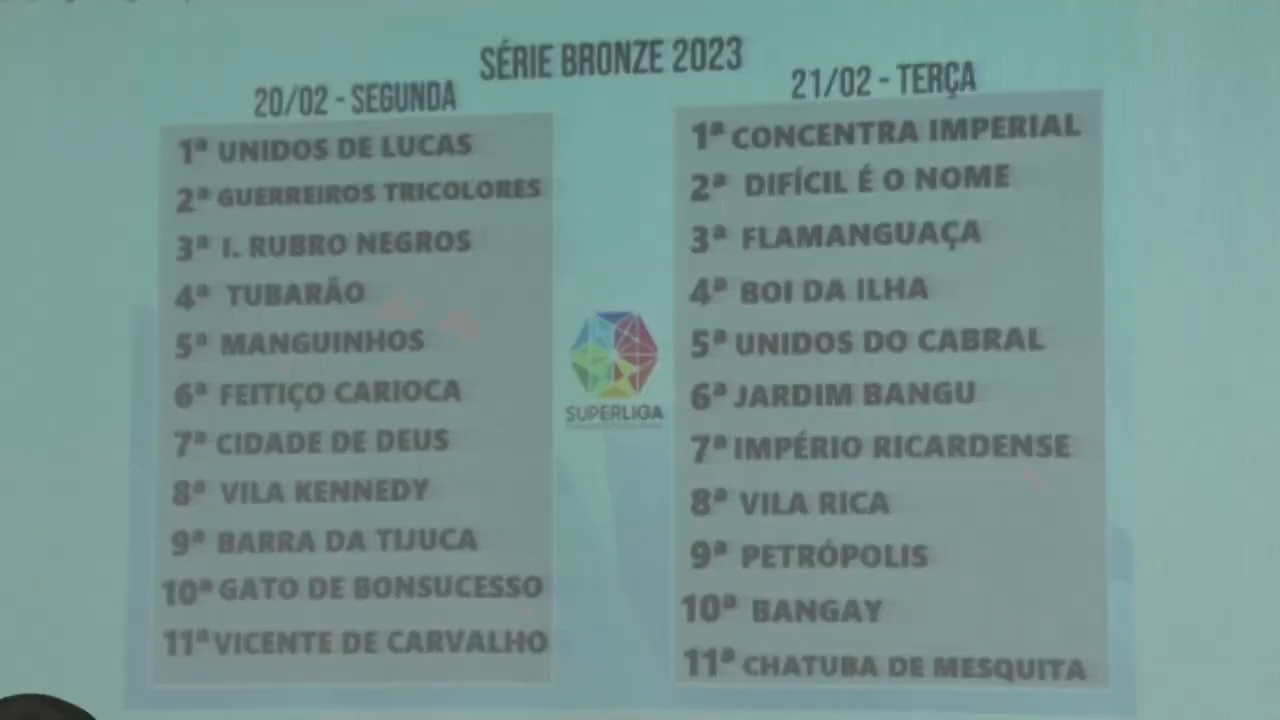 SÉRIE BRONZE 2023
20/02 - SEGUNDA
1ª UNIDOS DE LUCAS
2ª GUERREIROS TRICOLORES
3ª I. RUBRO NEGROS
4ª TUBARÃO
5ª MANGUINHOS
6ª FEITIÇO CARIOCA
7ª CIDADE DE DEUS
8ª VILA KENNEDY
9ª BARRA DA TIJUCA
10ª GATO DE BONSUCESSO
11ª VICENTE DE CARVALHO
SUPERLIGA
21/02 - TERÇA
1ª CONCENTRA IMPERIAL
2ª DIFÍCIL É O NOME
3ª FLAMANGUAÇA
4ª BOI DA ILHA
5ª UNIDOS DO CABRAL
6ª JARDIM BANGU
7ª IMPÉRIO RICARDENSE
8ª VILA RICA
9ª PETRÓPOLIS
10ª BANGAY
11ª CHATUBA DE MESQUITA